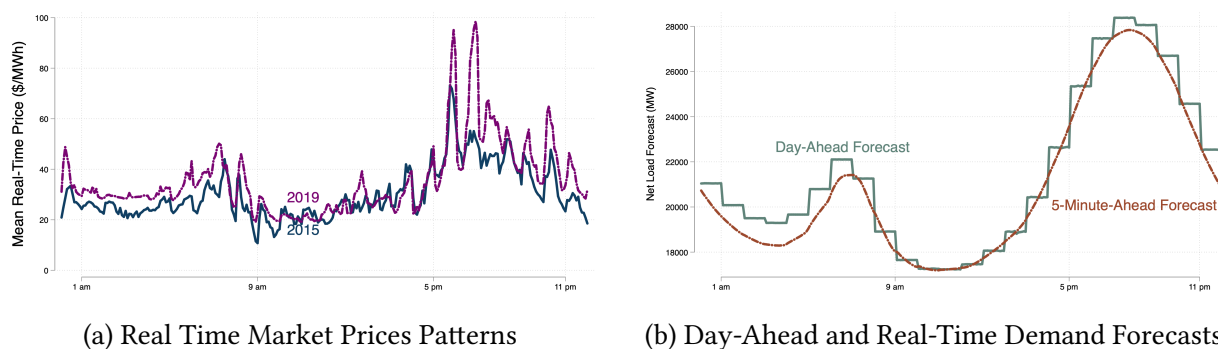 Mean Real-Time Price ($/MWh)
100
80
60
40
20
0
2019
2015
1 am
9 am
5 pm
11 pm
(a) Real Time Market Prices Patterns
Net Load Forecast (MW)
28000
26000
24000
22000
20000
18000
Day-Ahead Forecast
5-Minute-Ahead Forecast
1 am
9 am
5 pm
11 pm
(b) Day-Ahead and Real-Time Demand Forecasts